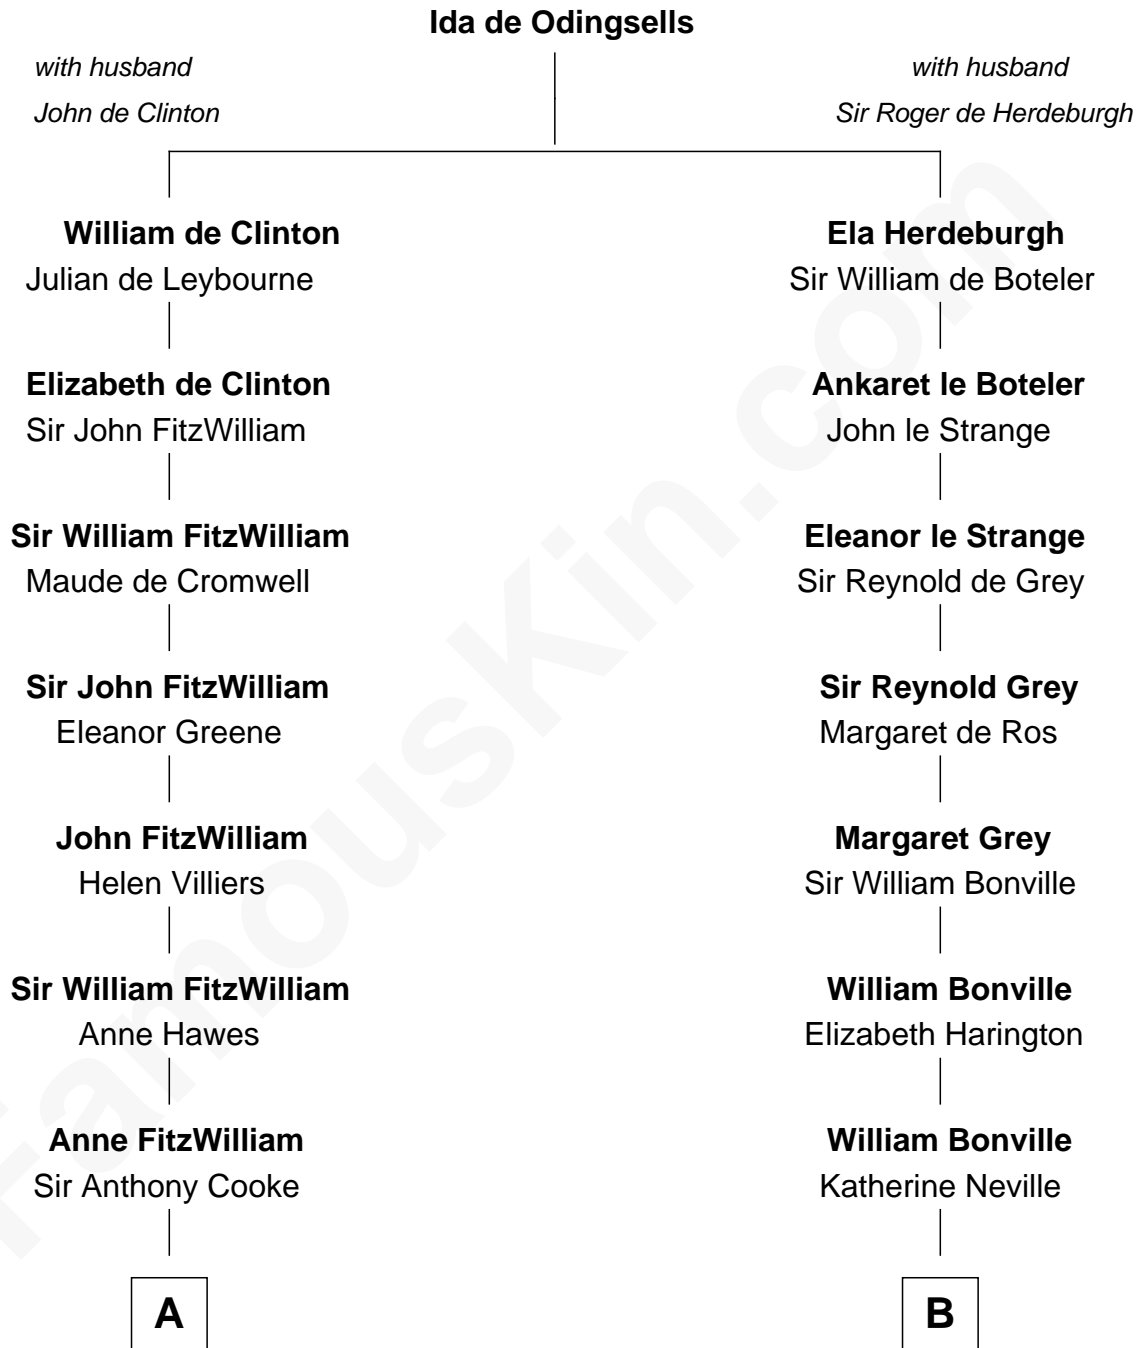 Ida de Odingsells
with husband
John de Clinton
with husband
Sir Roger de Herdeburgh
William de Clinton
Julian de Leybourne
Ela Herdeburgh
Sir William de Boteler
Elizabeth de Clinton
Sir John FitzWilliam
Ankaret le Boteler
John le Strange
Sir William FitzWilliam
Maude de Cromwell
Eleanor le Strange
Sir Reynold de Grey
Sir John FitzWilliam
Eleanor Greene
Sir Reynold Grey
Margaret de Ros
John FitzWilliam
Helen Villiers
Margaret Grey
Sir William Bonville
Sir William FitzWilliam
Anne Hawes
William Bonville
Elizabeth Harington
Anne FitzWilliam
Sir Anthony Cooke
William Bonville
Katherine Neville
A
B
FamousKin.com